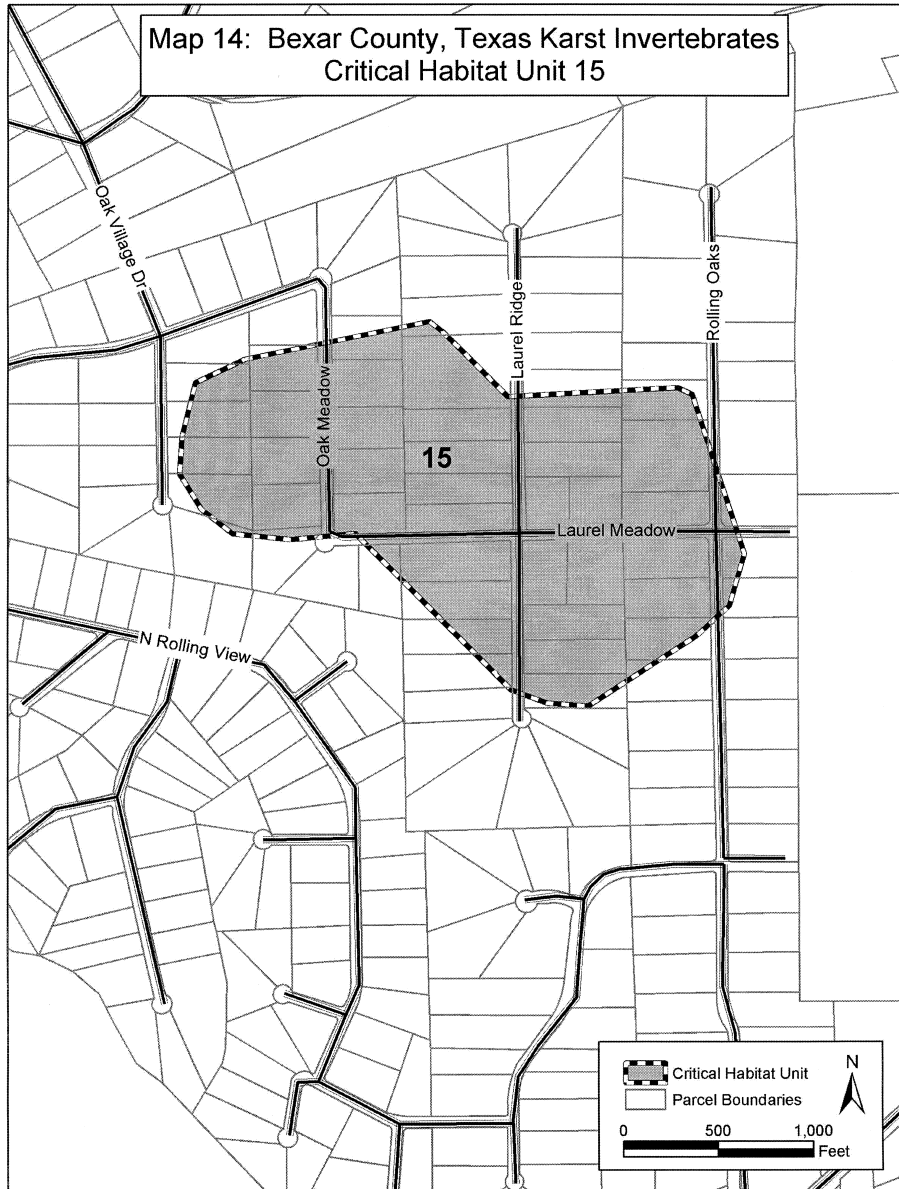 Map 14: Bexar County, Texas Karst Invertebrates
Critical Habitat Unit 15
Oak Village Dr
Laurel Ridge
Rolling Oaks
Oak Meadow
15
Laurel Meadow
N Rolling View
Critical Habitat Unit
Parcel Boundaries
N
0 500 1,000
Feet